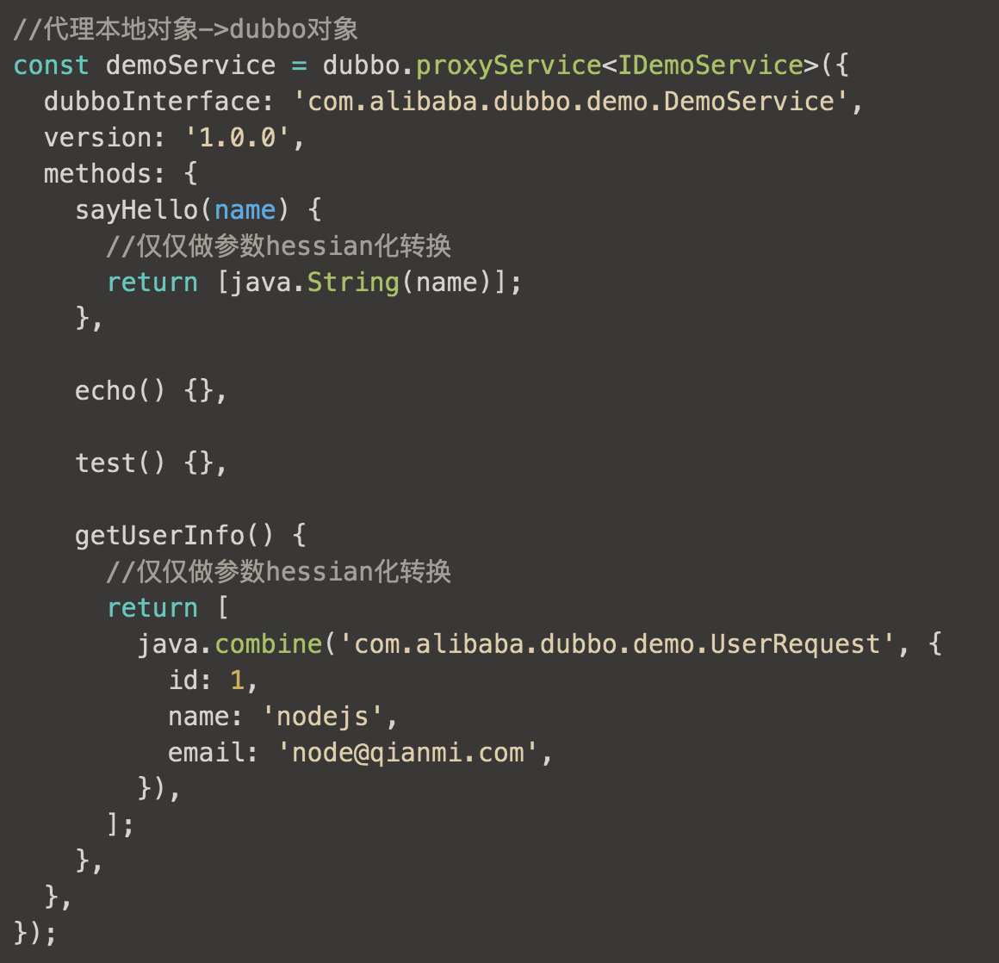 //代理本地对象->dubbo对象
const demoService = dubbo.proxyService<IDemoService>({
  dubboInterface: 'com.alibaba.dubbo.demo.DemoService',
  version: '1.0.0',
  methods: {
    sayHello(name) {
      //仅仅做参数hessian化转换
      return [java.String(name)];
    },

    echo() {},

    test() {},

    getUserInfo() {
      //仅仅做参数hessian化转换
      return [
        java.combine('com.alibaba.dubbo.demo.UserRequest', {
          id: 1,
          name: 'nodejs',
          email: 'node@qianmi.com',
        }),
      ];
    },
  },
});